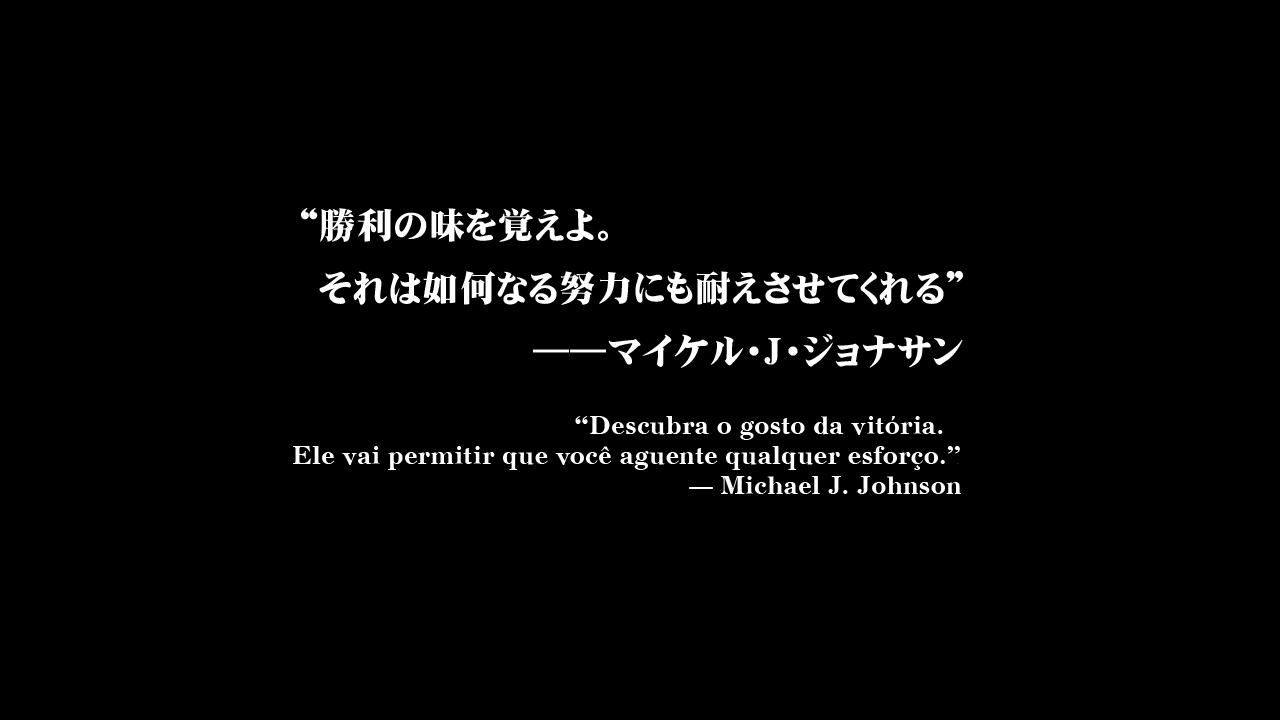 “勝利の味を覚えよ。
それは如何なる努力にも耐えさせてくれる”
――マイケル・J・ジョナサン
“Descubra o gosto da vitória.
Ele vai permitir que você aguente qualquer esforço.”
— Michael J. Johnson